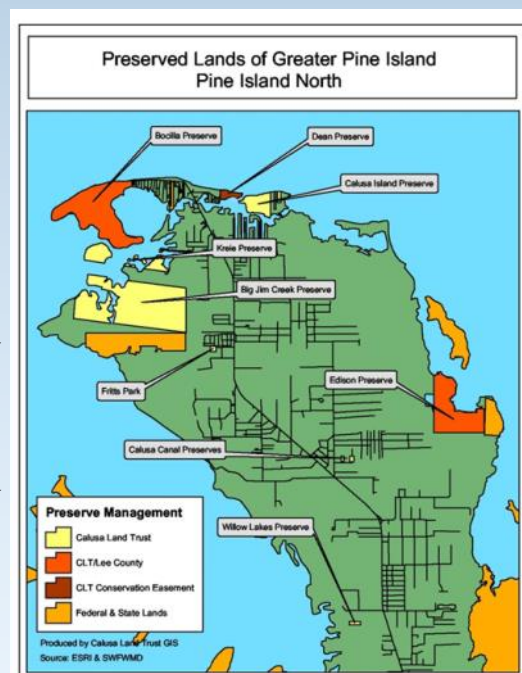 Preserved Lands of Greater Pine Island
Pine Island North
Bocilla Preserve
Dean Preserve
Calusa Island Preserve
Kreie Preserve
Big Jim Creek Preserve
Fritts Park
Edison Preserve
Calusa Canal Preserves
Willow Lakes Preserve
Preserve Management
Calusa Land Trust
CLT/Lee County
CLT Conservation Easement
Federal & State Lands
Produced by Calusa Land Trust GIS
Source: ESRI & SWFWMD